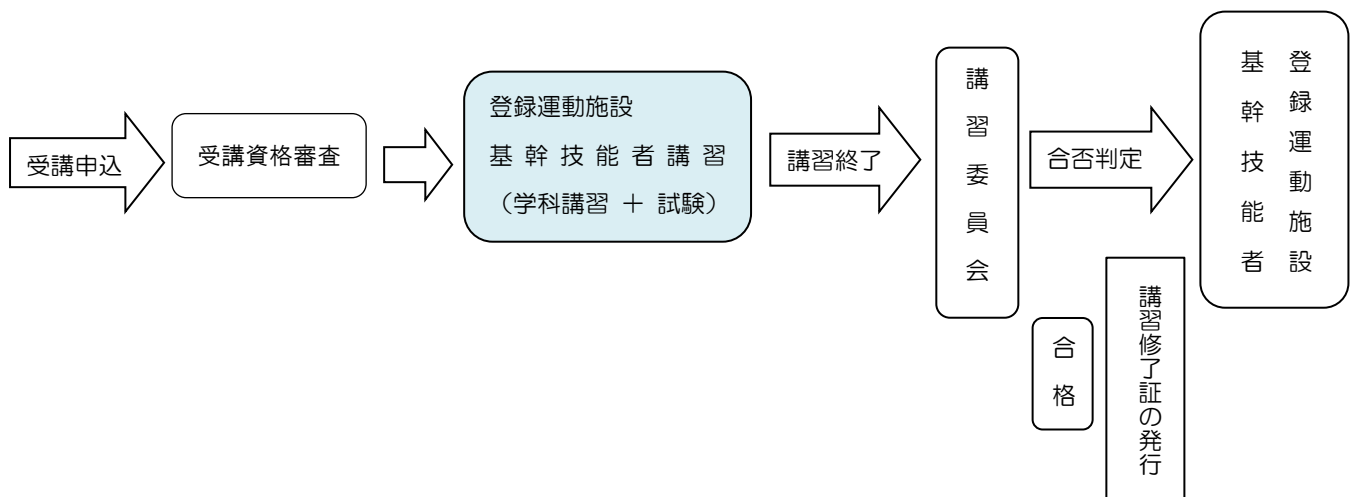 受講申込
受講資格審査
登録運動施設
基幹技能者講習
（学科講習 ＋ 試験）
講習終了
講習委員会
合否判定
登録運動施設
基幹技能者
合格
講習修了証の発行